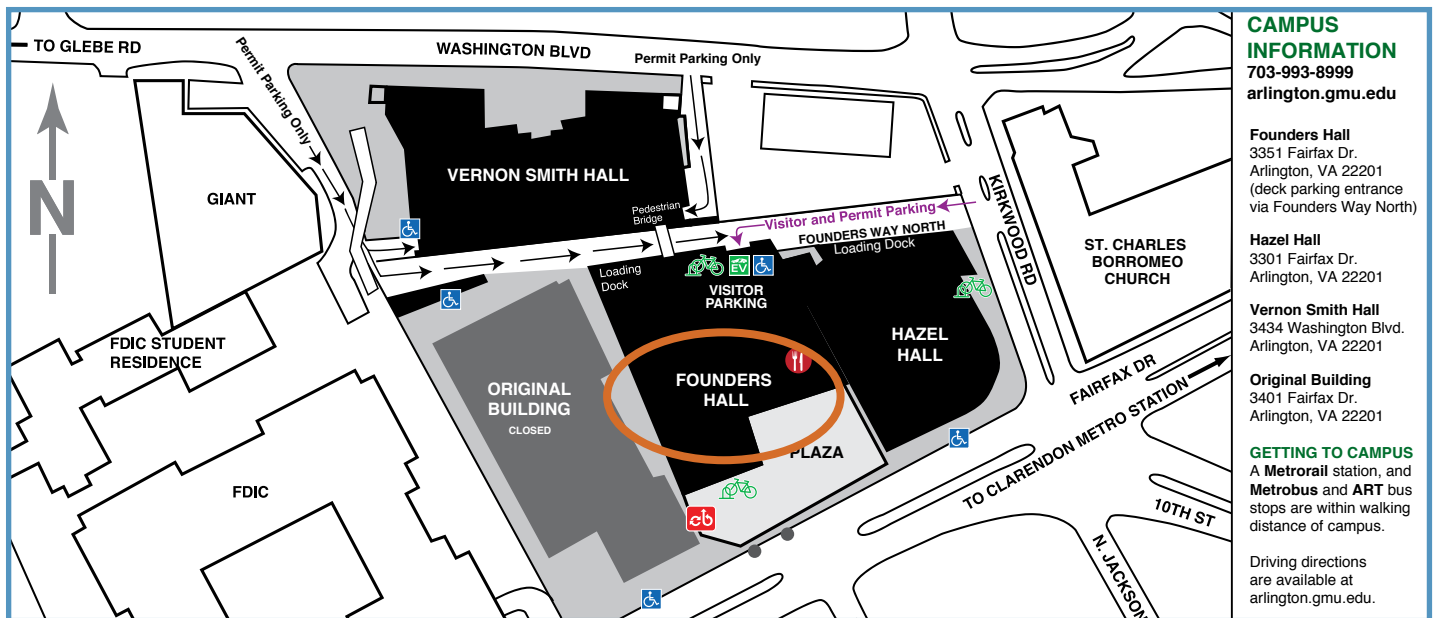 TO GLEBE RD
WASHINGTON BLVD
Permit Parking Only
Permit Parking Only
GIANT
VERNON SMITH HALL
Pedestrian
Bridge
Visitor and Permit Parking
FOUNDERS WAY NORTH
Loading Dock
KIRKWOOD RD
ST. CHARLES
BORROMEO
CHURCH
N
Loading
Dock
EV
VISITOR
PARKING
HAZEL
HALL
FDIC STUDENT
RESIDENCE
ORIGINAL
BUILDING
CLOSED
FOUNDERS
HALL
PLAZA
FAIRFAX DR
TO CLARENDON METRO STATION
FDIC
10TH ST
N. JACKSON
CAMPUS
INFORMATION
703-993-8999
arlington.gmu.edu
Founders Hall
3351 Fairfax Dr.
Arlington, VA 22201
(deck parking entrance
via Founders Way North)
Hazel Hall
3301 Fairfax Dr.
Arlington, VA 22201
Vernon Smith Hall
3434 Washington Blvd.
Arlington, VA 22201
Original Building
3401 Fairfax Dr.
Arlington, VA 22201
GETTING TO CAMPUS
A Metrorail station, and
Metrobus and ART bus
stops are within walking
distance of campus.
Driving directions
are available at
arlington.gmu.edu.